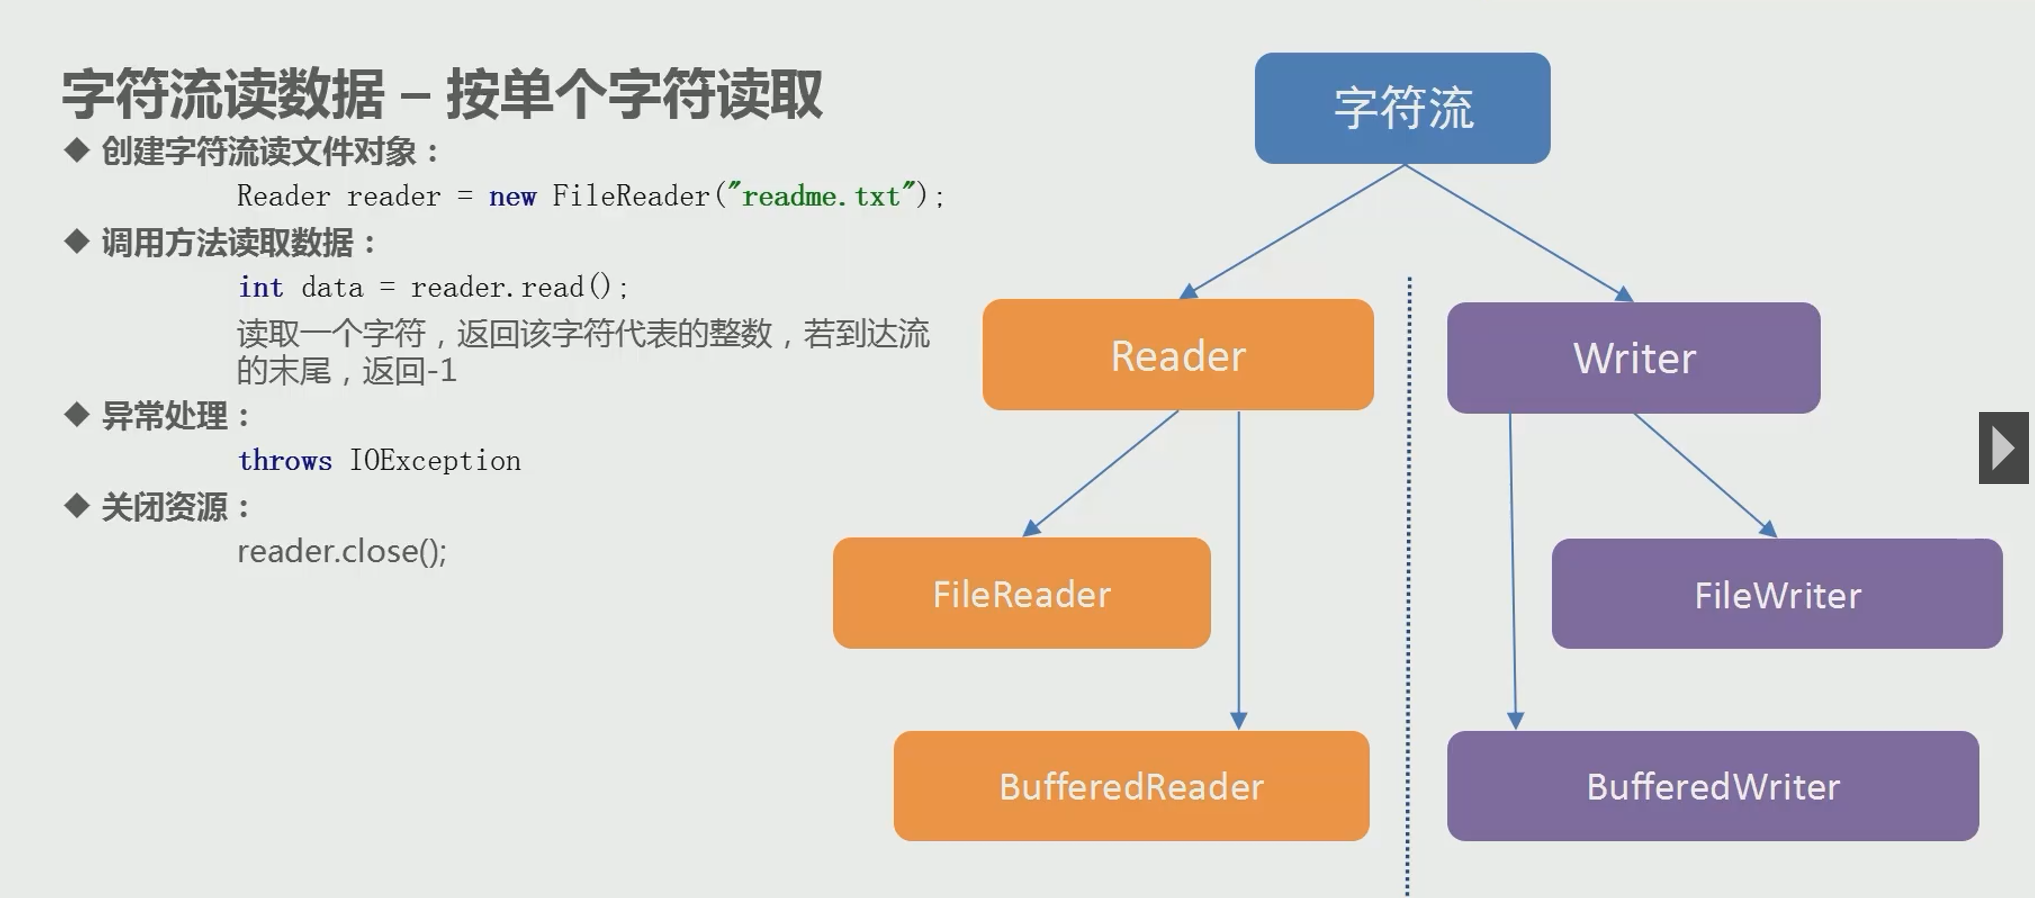 字符流读数据 – 按单个字符读取
◆ 创建字符流读文件对象：
Reader reader = new FileReader("readme.txt");
◆ 调用方法读取数据：
int data = reader.read();
读取一个字符，返回该字符代表的整数，若到达流
的末尾，返回-1
◆ 异常处理：
throws IOException
◆ 关闭资源：
reader.close();
字符流
Reader
Writer
FileReader
FileWriter
BufferedReader
BufferedWriter